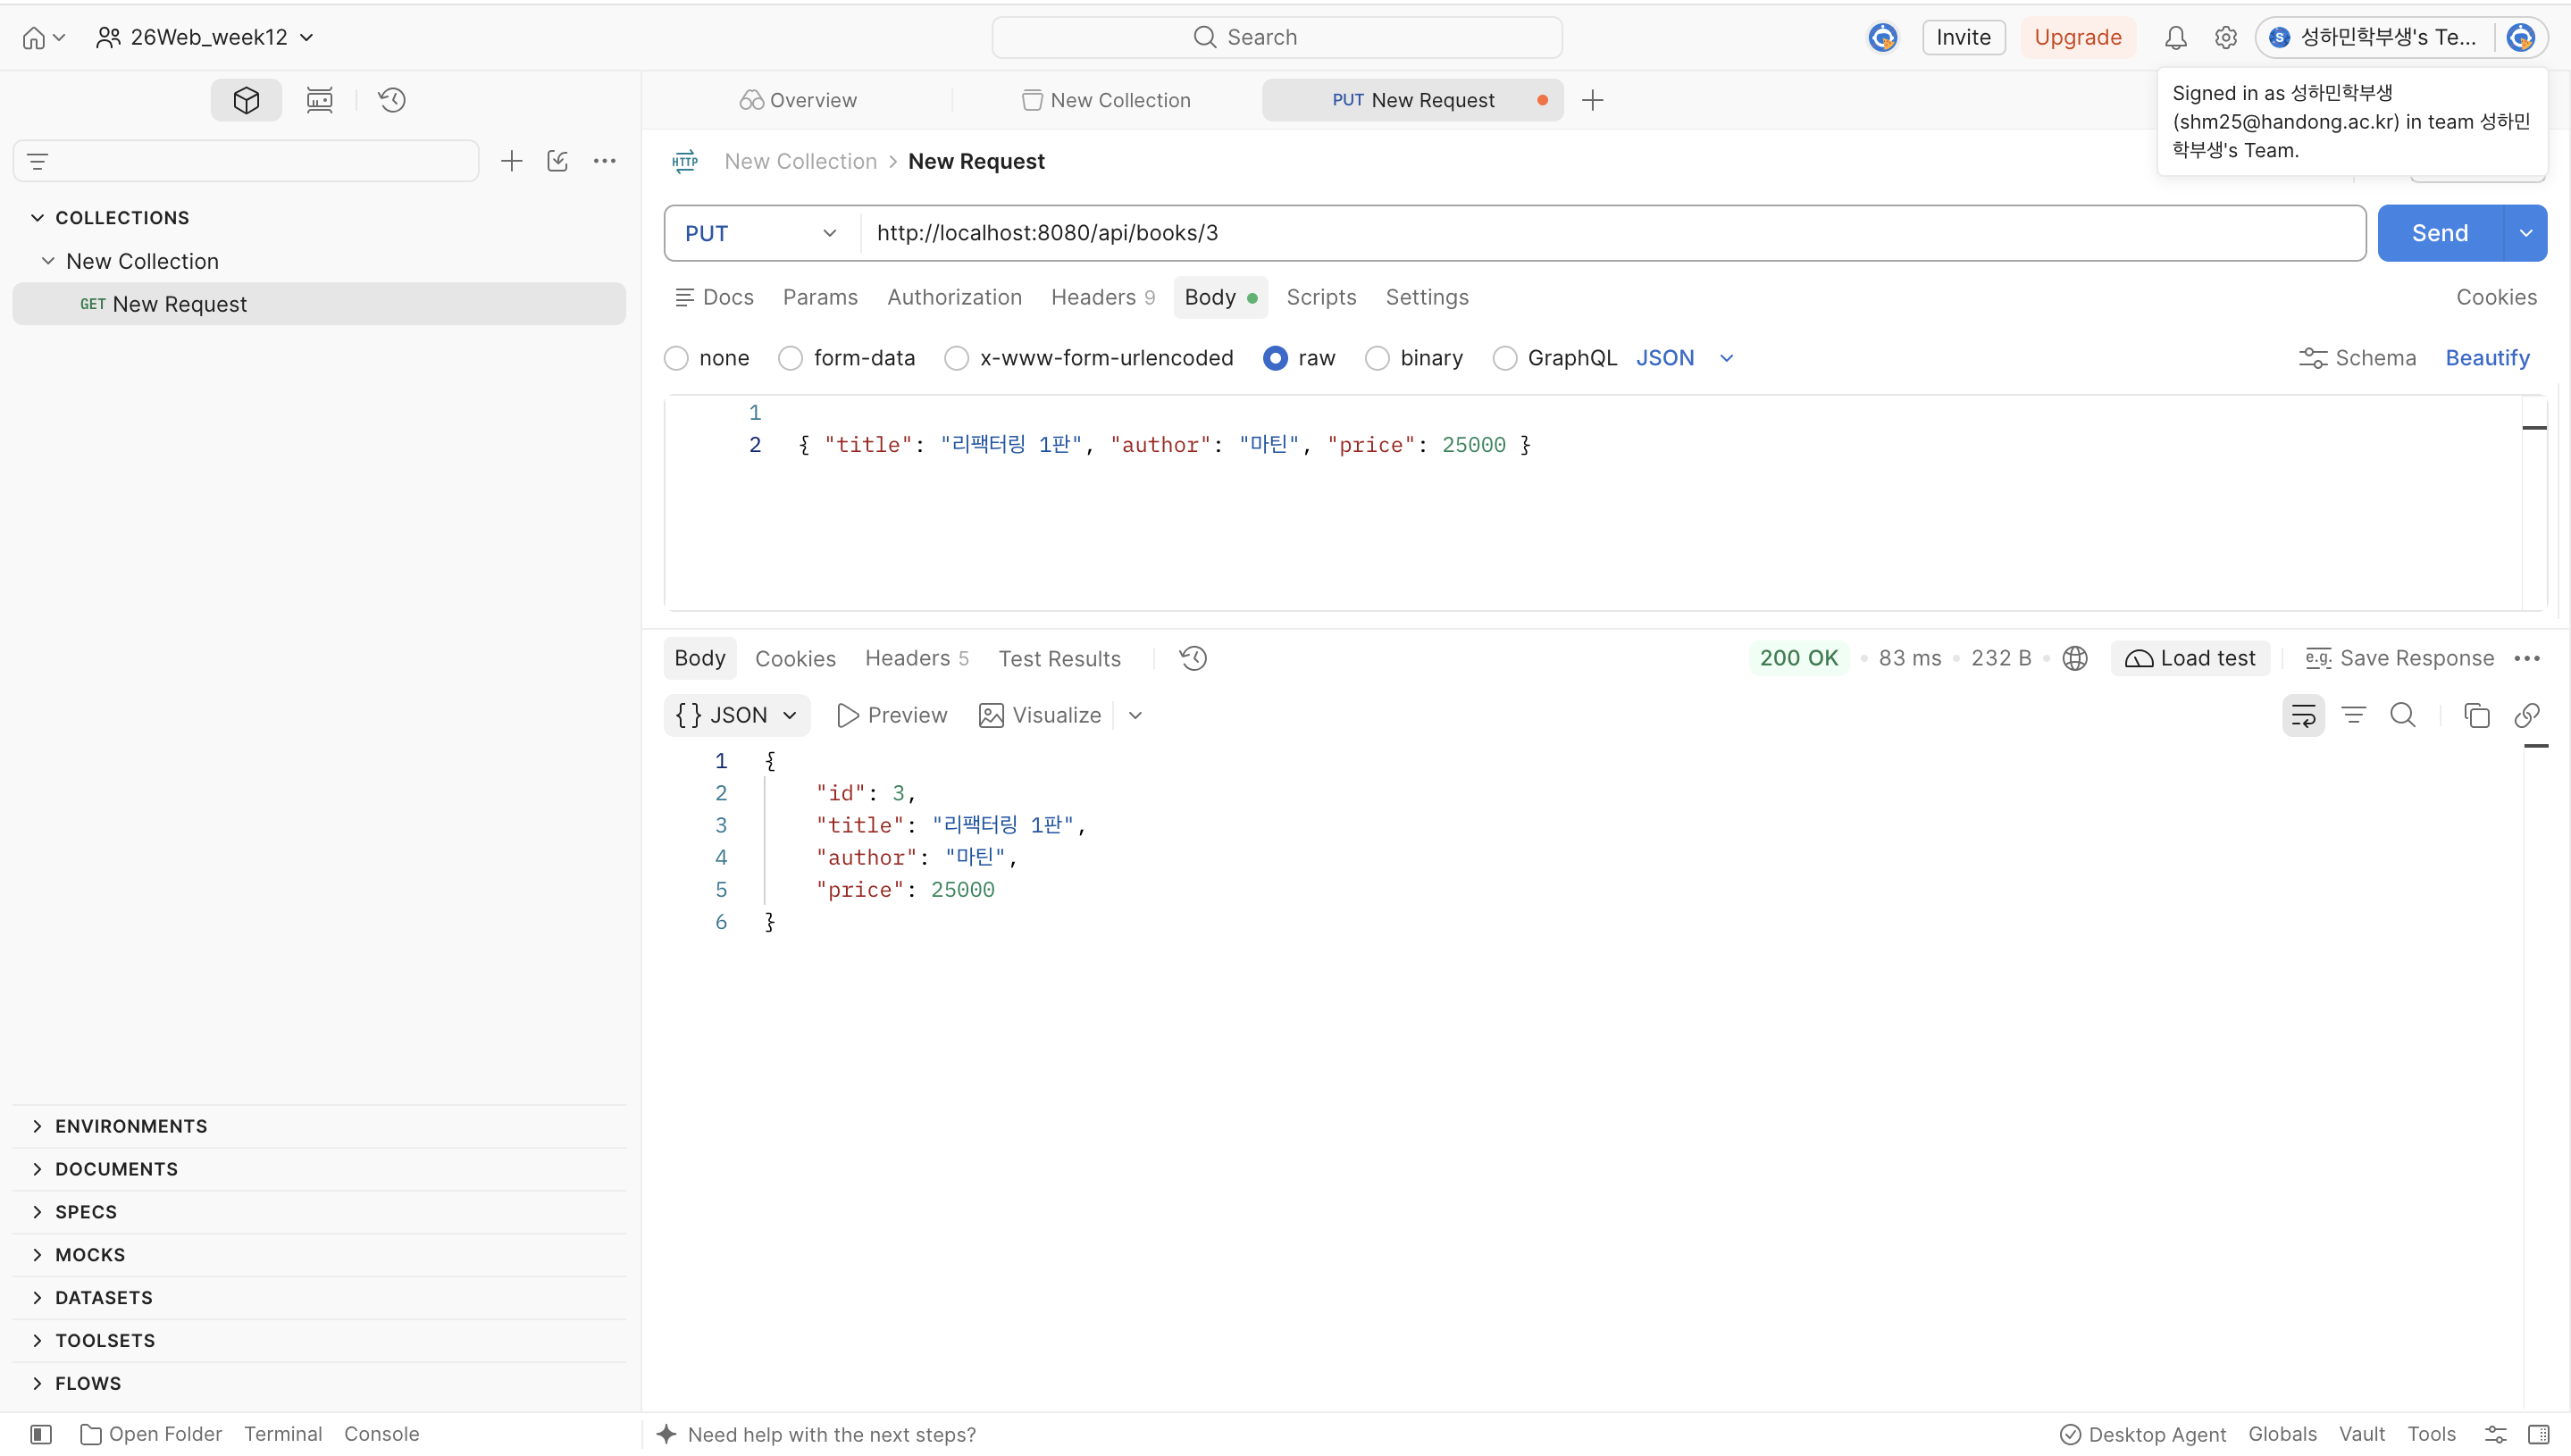 26Web_week12
Search
Invite
Upgrade
성하민학부생's Te...
Signed in as 성하민학부생
(shm25@handong.ac.kr) in team 성하민
학부생's Team.
Overview
New Collection
PUT New Request
HTTP New Collection > New Request
COLLECTIONS
New Collection
GET New Request
PUT
http://localhost:8080/api/books/3
Send
Docs
Params
Authorization
Headers 9
Body
Scripts
Settings
Cookies
none
form-data
x-www-form-urlencoded
raw
binary
GraphQL
JSON
Schema
Beautify
1
2 { "title": "리팩터링 1판", "author": "마틴", "price": 25000 }
Body
Cookies
Headers 5
Test Results
200 OK
83 ms
232 B
Load test
e.g. Save Response
{ } JSON
Preview
Visualize
1 {
2 "id": 3,
3 "title": "리팩터링 1판",
4 "author": "마틴",
5 "price": 25000
6 }
ENVIRONMENTS
DOCUMENTS
SPECS
MOCKS
DATASETS
TOOLSETS
FLOWS
Open Folder
Terminal
Console
Need help with the next steps?
Desktop Agent
Globals
Vault
Tools